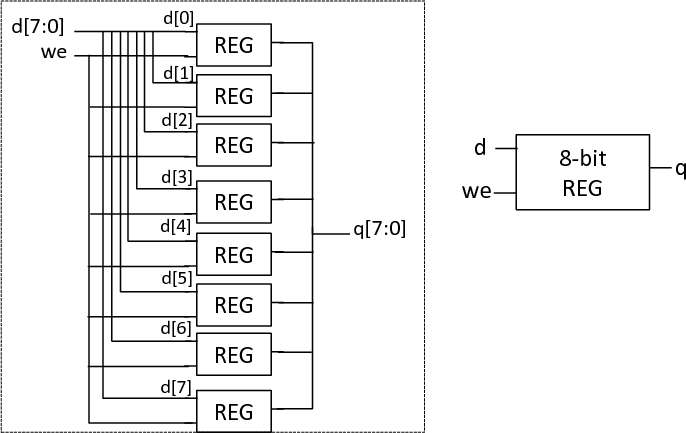 d[7:0]
we
d[0]
REG
d[1]
REG
d[2]
REG
d[3]
REG
d[4]
REG
d[5]
REG
d[6]
REG
d[7]
REG
q[7:0]
d
we
8-bit
REG
q